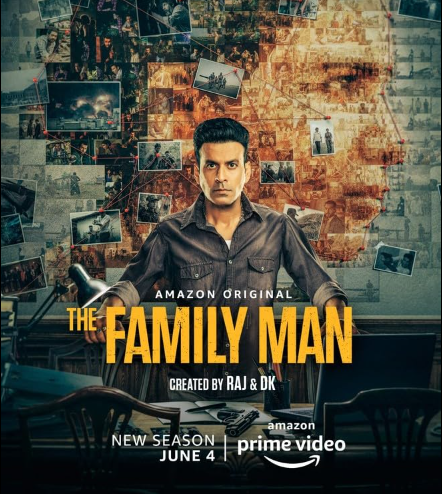 AMAZON ORIGINAL
THE FAMILY MAN
CREATED BY RAJ & DK
NEW SEASON
JUNE 4
amazon
prime video